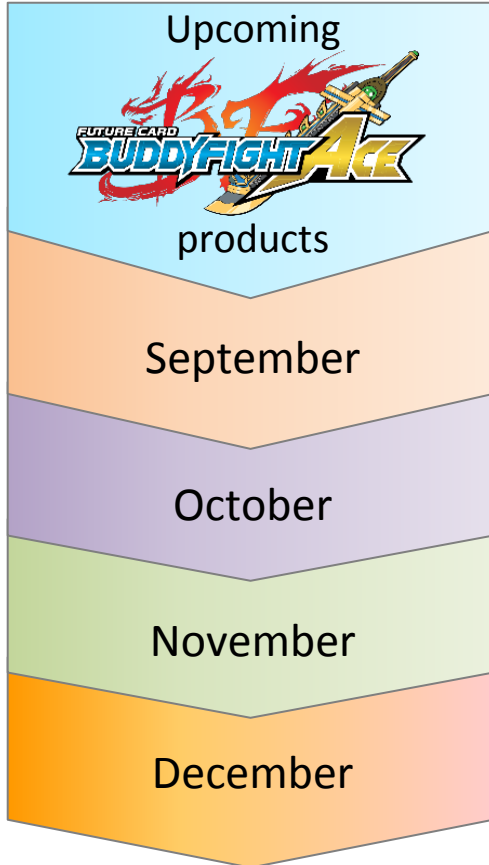 Upcoming
FUTURE CARD
BUDDYFIGHT ACE
products
September
October
November
December